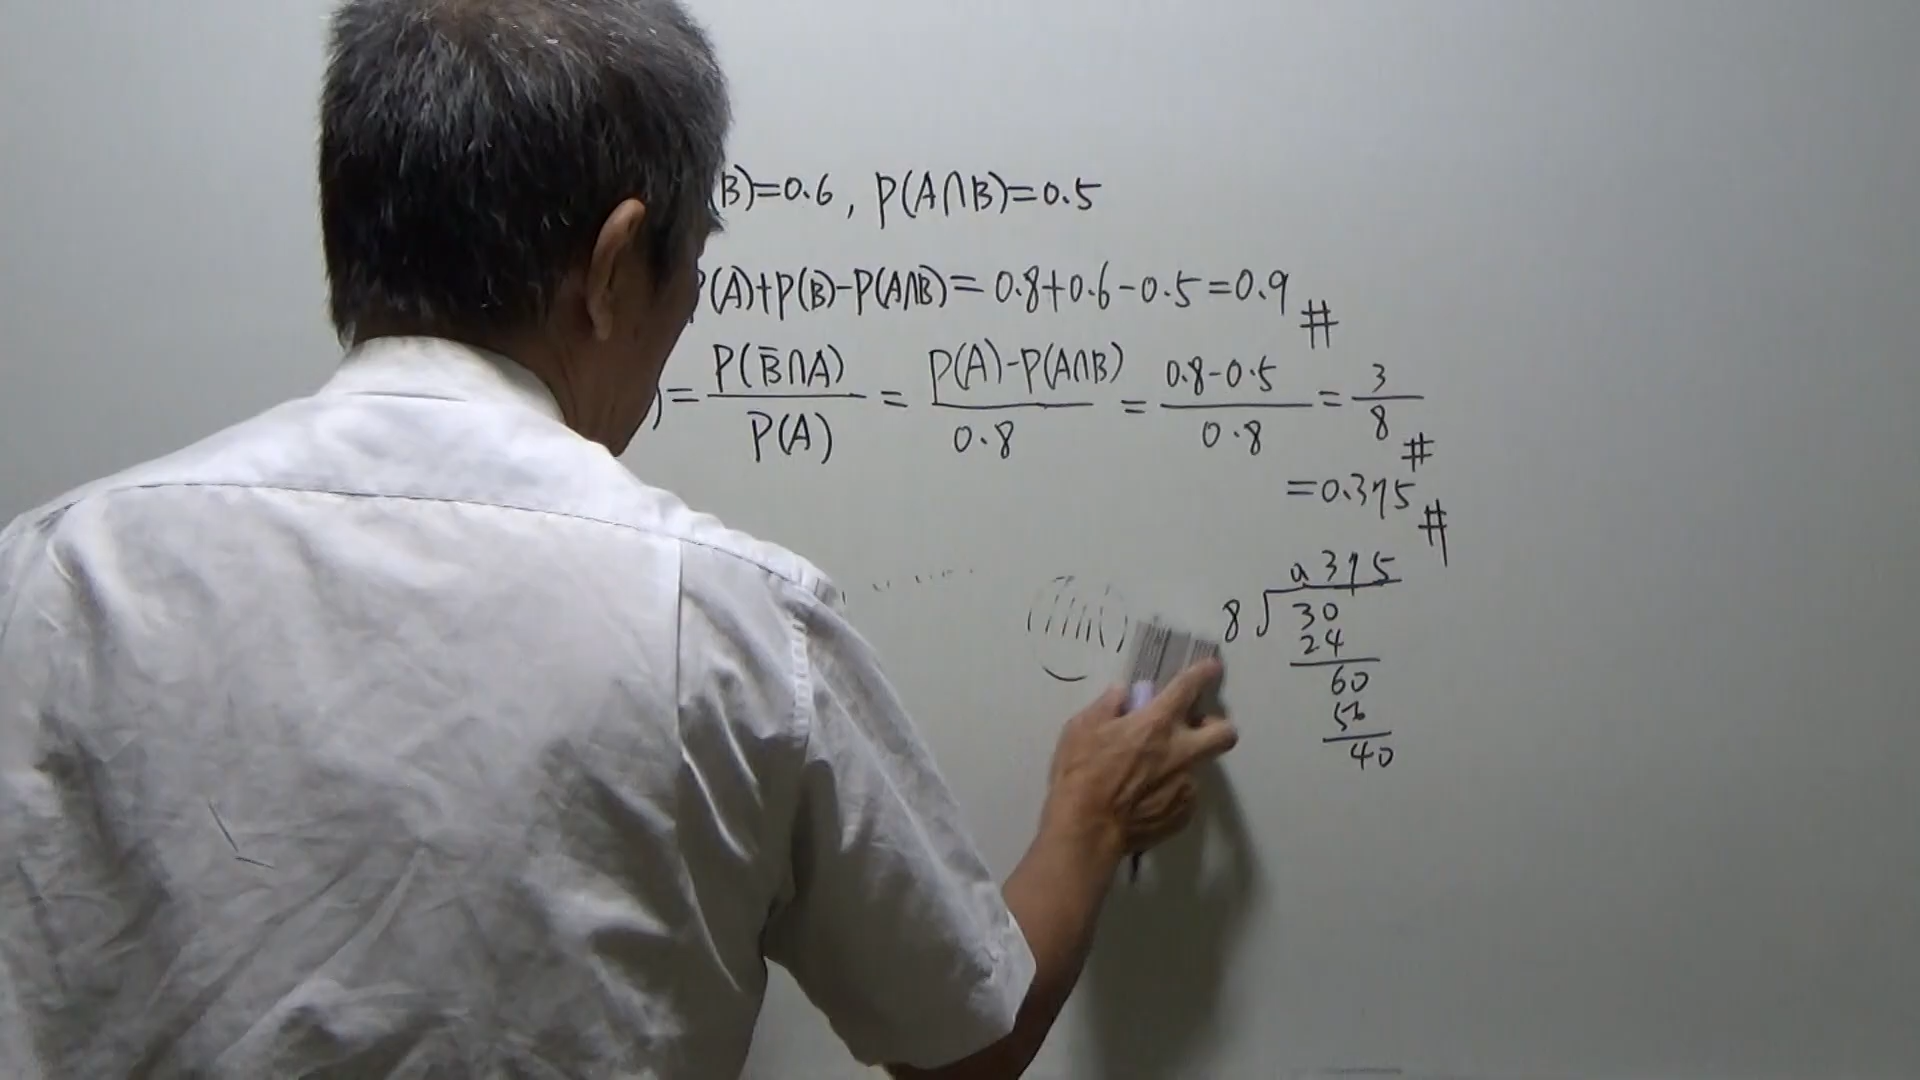 B)=0.6, P(A∩B)=0.5
P(A)+P(B)-P(A∩B)=0.8+0.6-0.5=0.9 #
)= P(B̄∩A)/P(A) = P(A)-P(A∩B)/0.8 = 0.8-0.5/0.8 = 3/8 #
=0.375 #
0.375
8 30
24
60
56
40